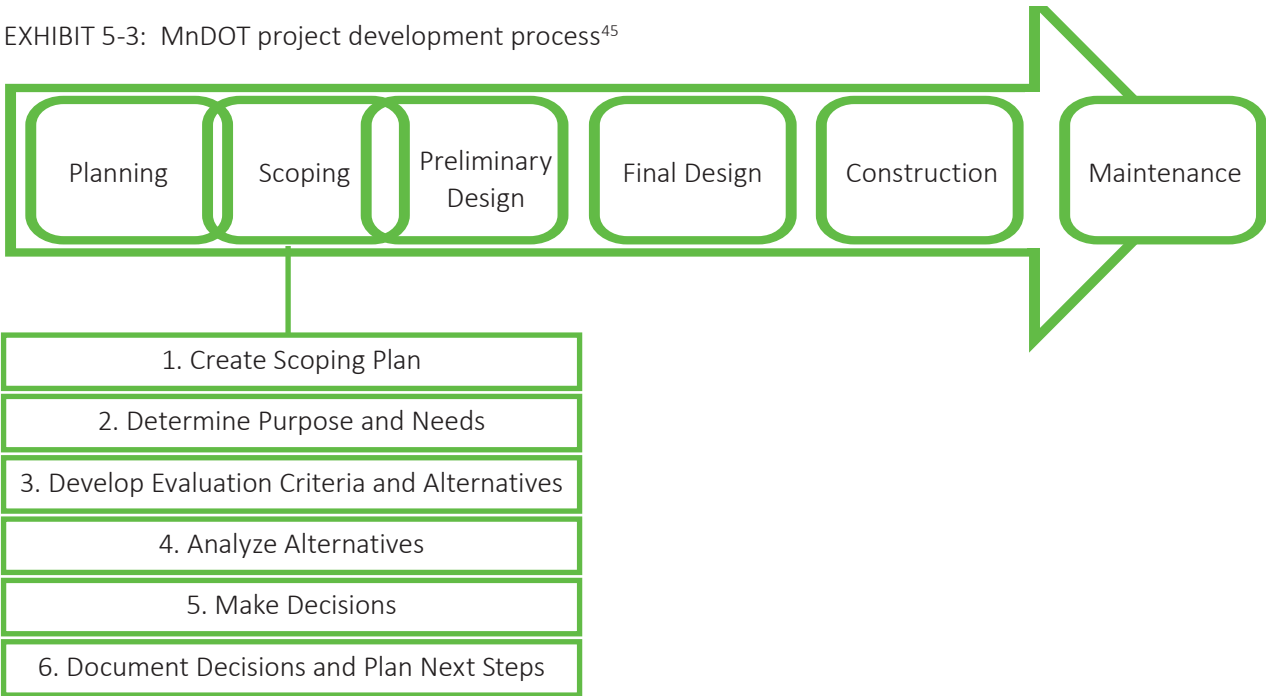 EXHIBIT 5-3: MnDOT project development process45
Planning
Scoping
Preliminary
Design
Final Design
Construction
Maintenance
1. Create Scoping Plan
2. Determine Purpose and Needs
3. Develop Evaluation Criteria and Alternatives
4. Analyze Alternatives
5. Make Decisions
6. Document Decisions and Plan Next Steps